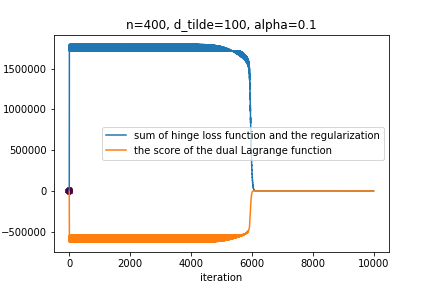 n=400, d_tilde=100, alpha=0.1
1500000
1000000
500000
0
−500000
sum of hinge loss function and the regularization
the score of the dual Lagrange function
0 2000 4000 6000 8000 10000
iteration